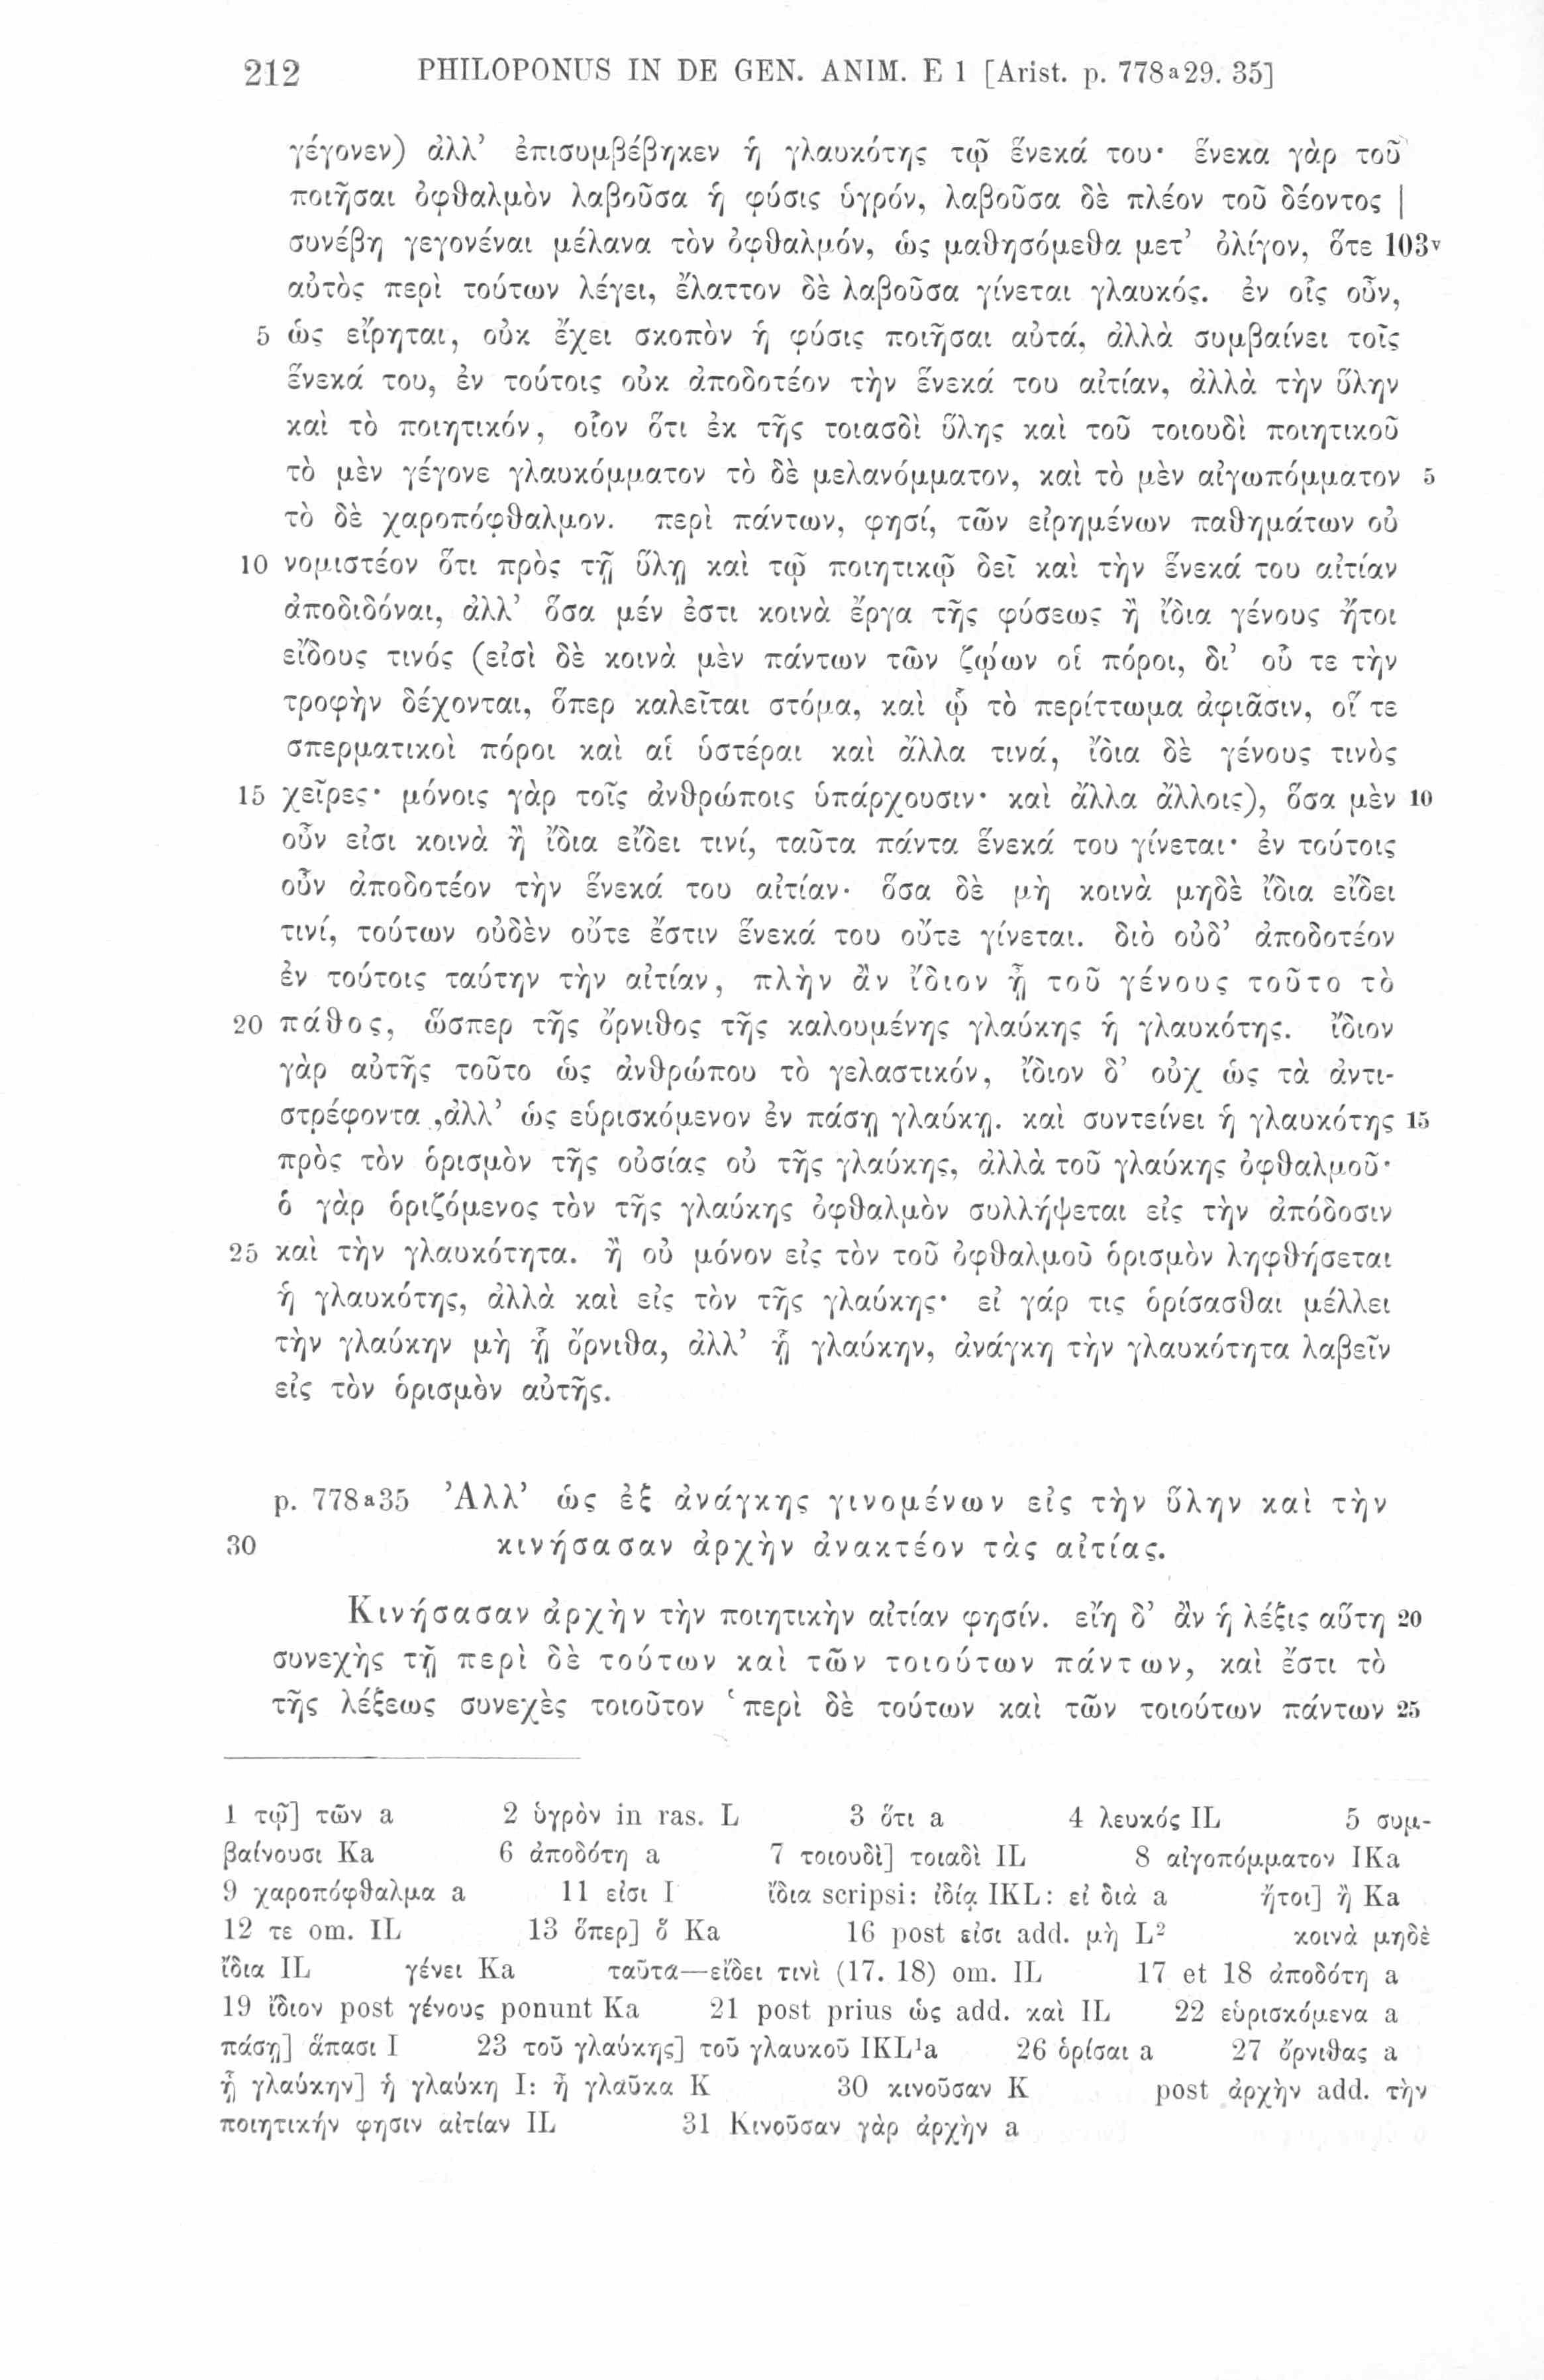 212 PHILOPONUS IN DE GEN. ANIM. E 1 [Arist. p. 778a29. 35]
γέγονεν) ἀλλ’ ἐπισυμβέβηκεν ἡ γλαυκότης τῷ ἕνεκά του· ἕνεκα γὰρ τοῦ
ποιῆσαι ὀφθαλμὸν λαβοῦσα ἡ φύσις ὑγρόν, λαβοῦσα δὲ πλέον τοῦ δέοντος |
συνέβη γεγονέναι μέλανα τὸν ὀφθαλμόν, ὡς μαθησόμεθα μετ’ ὀλίγον, ὅτε 103v
αὐτὸς περὶ τούτων λέγει, ἔλαττον δὲ λαβοῦσα γίνεται γλαυκός. ἐν οἷς οὖν,
5 ὡς εἴρηται, οὐκ ἔχει σκοπὸν ἡ φύσις ποιῆσαι αὐτά, ἀλλὰ συμβαίνει τοῖς
ἕνεκά του, ἐν τούτοις οὐκ ἀποδοτέον τὴν ἕνεκά του αἰτίαν, ἀλλὰ τὴν ὕλην
καὶ τὸ ποιητικόν, οἷον ὅτι ἐκ τῆς τοιασδὶ ὕλης καὶ τοῦ τοιουδὶ ποιητικοῦ
τὸ μὲν γέγονε γλαυκόμματον τὸ δὲ μελανόμματον, καὶ τὸ μὲν αἰγωπόμματον 5
τὸ δὲ χαροπόφθαλμον. περὶ πάντων, φησί, τῶν εἰρημένων παθημάτων οὐ
10 νομιστέον ὅτι πρὸς τῇ ὕλῃ καὶ τῷ ποιητικῷ δεῖ καὶ τὴν ἕνεκά του αἰτίαν
ἀποδιδόναι, ἀλλ’ ὅσα μέν ἐστι κοινὰ ἔργα τῆς φύσεως ἢ ἴδια γένους ἤτοι
εἴδους τινός (εἰσὶ δὲ κοινὰ μὲν πάντων τῶν ζῴων οἱ πόροι, δι’ οὗ τε τὴν
τροφὴν δέχονται, ὅπερ καλεῖται στόμα, καὶ ᾧ τὸ περίττωμα ἀφιᾶσιν, οἵ τε
σπερματικοὶ πόροι καὶ αἱ ὑστέραι καὶ ἄλλα τινά, ἴδια δὲ γένους τινὸς
15 χεῖρες· μόνοις γὰρ τοῖς ἀνθρώποις ὑπάρχουσιν· καὶ ἄλλα ἄλλοις), ὅσα μὲν 10
οὖν εἰσι κοινὰ ἢ ἴδια εἴδει τινί, ταῦτα πάντα ἕνεκά του γίνεται· ἐν τούτοις
οὖν ἀποδοτέον τὴν ἕνεκά του αἰτίαν· ὅσα δὲ μὴ κοινὰ μηδὲ ἴδια εἴδει
τινί, τούτων οὐδὲν οὔτε ἔστιν ἕνεκά του οὔτε γίνεται. διὸ οὐδ’ ἀποδοτέον
ἐν τούτοις ταύτην τὴν αἰτίαν, πλὴν ἂν ἴδιον ᾖ τοῦ γένους τοῦτο τὸ
20 πάθος, ὥσπερ τῆς ὄρνιθος τῆς καλουμένης γλαύκης ἡ γλαυκότης. ἴδιον
γὰρ αὐτῆς τοῦτο ὡς ἀνθρώπου τὸ γελαστικόν, ἴδιον δ’ οὐχ ὡς τὰ ἀντι-
στρέφοντα ,ἀλλ’ ὡς εὑρισκόμενον ἐν πάσῃ γλαύκῃ. καὶ συντείνει ἡ γλαυκότης 15
πρὸς τὸν ὁρισμὸν τῆς οὐσίας οὐ τῆς γλαύκης, ἀλλὰ τοῦ γλαύκης ὀφθαλμοῦ·
ὁ γὰρ ὁριζόμενος τὸν τῆς γλαύκης ὀφθαλμὸν συλλήψεται εἰς τὴν ἀπόδοσιν
25 καὶ τὴν γλαυκότητα. ἢ οὐ μόνον εἰς τὸν τοῦ ὀφθαλμοῦ ὁρισμὸν ληφθήσεται
ἡ γλαυκότης, ἀλλὰ καὶ εἰς τὸν τῆς γλαύκης· εἰ γάρ τις ὁρίσασθαι μέλλει
τὴν γλαύκην μὴ ᾗ ὄρνιθα, ἀλλ’ ᾗ γλαύκην, ἀνάγκη τὴν γλαυκότητα λαβεῖν
εἰς τὸν ὁρισμὸν αὐτῆς.
p. 778a35 Ἀλλ’ ὡς ἐξ ἀνάγκης γινομένων εἰς τὴν ὕλην καὶ τὴν
30 κινήσασαν ἀρχὴν ἀνακτέον τὰς αἰτίας.
Κινήσασαν ἀρχὴν τὴν ποιητικὴν αἰτίαν φησίν. εἴη δ’ ἂν ἡ λέξις αὕτη 20
συνεχὴς τῇ περὶ δὲ τούτων καὶ τῶν τοιούτων πάντων, καὶ ἔστι τὸ
τῆς λέξεως συνεχὲς τοιοῦτον ‘περὶ δὲ τούτων καὶ τῶν τοιούτων πάντων 25
1 τῷ] τῶν a 2 ὑγρὸν in ras. L 3 ὅτι a 4 λευκός IL 5 συμ-
βαίνουσι Ka 6 ἀποδότη a 7 τοιουδὶ] τοιαδὶ IL 8 αἰγοπόμματον IKa
9 χαροπόφθαλμα a 11 εἰσι I ἴδια scripsi: ἰδίᾳ IKL: εἰ διὰ a ἤτοι] ἢ Ka
12 τε om. IL 13 ὅπερ] ὃ Ka 16 post εἰσι add. μὴ L² κοινὰ μηδὲ
ἴδια IL γένει Ka ταῦτα—εἴδει τινὶ (17. 18) om. IL 17 et 18 ἀποδότη a
19 ἴδιον post γένους ponunt Ka 21 post prius ὡς add. καὶ IL 22 εὑρισκόμενα a
πάσῃ] ἅπασι I 23 τοῦ γλαύκης] τοῦ γλαυκοῦ IKL¹a 26 ὁρίσαι a 27 ὄρνιθας a
ᾗ γλαύκην] ἡ γλαύκη I: ᾗ γλαῦκα K 30 κινοῦσαν K post ἀρχὴν add. τὴν
ποιητικήν φησιν αἰτίαν IL 31 Κινοῦσαν γὰρ ἀρχὴν a